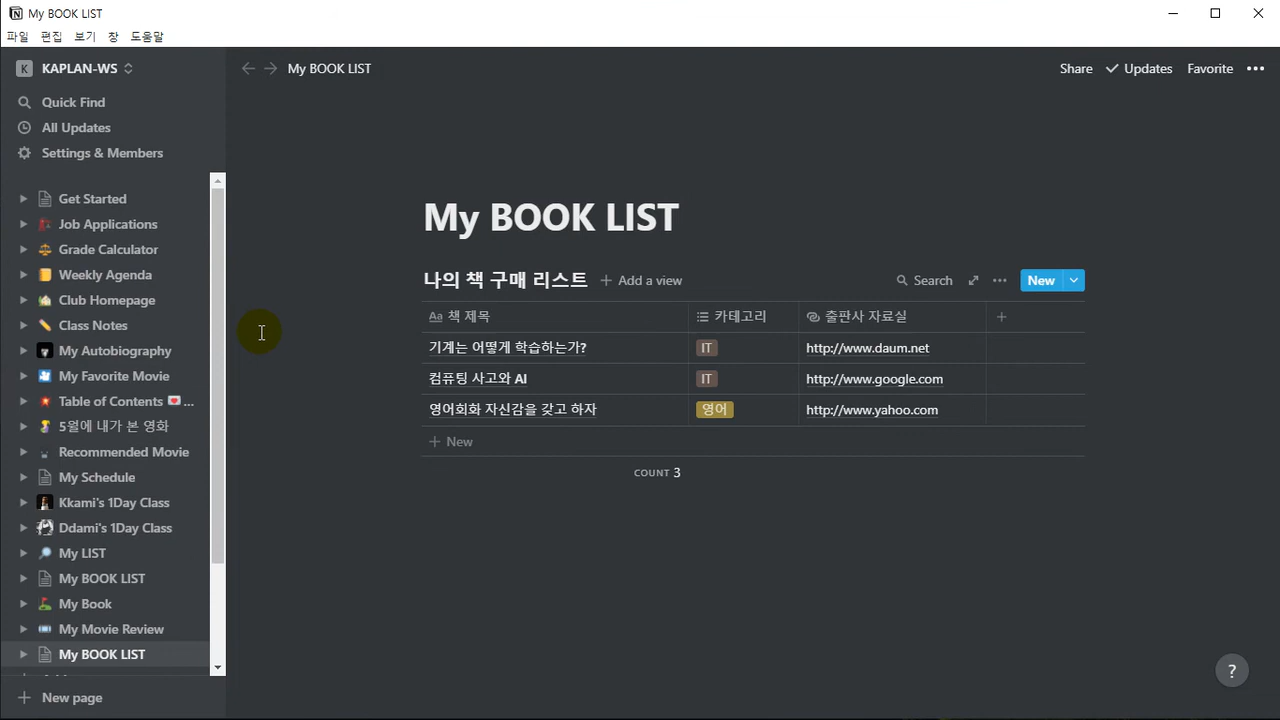 My BOOK LIST
파일 편집 보기 창 도움말
K KAPLAN-WS
My BOOK LIST
Share Updates Favorite
Quick Find
All Updates
Settings & Members
Get Started
Job Applications
Grade Calculator
Weekly Agenda
Club Homepage
Class Notes
My Autobiography
My Favorite Movie
Table of Contents 💌 ...
5월에 내가 본 영화
Recommended Movie
My Schedule
Kkami's 1Day Class
Ddami's 1Day Class
My LIST
My BOOK LIST
My Book
My Movie Review
My BOOK LIST
New page
My BOOK LIST
나의 책 구매 리스트 + Add a view Search ••• New
Aa 책 제목 카테고리 출판사 자료실 +
기계는 어떻게 학습하는가? IT http://www.daum.net
컴퓨팅 사고와 AI IT http://www.google.com
영어회화 자신감을 갖고 하자 영어 http://www.yahoo.com
+ New
COUNT 3
?